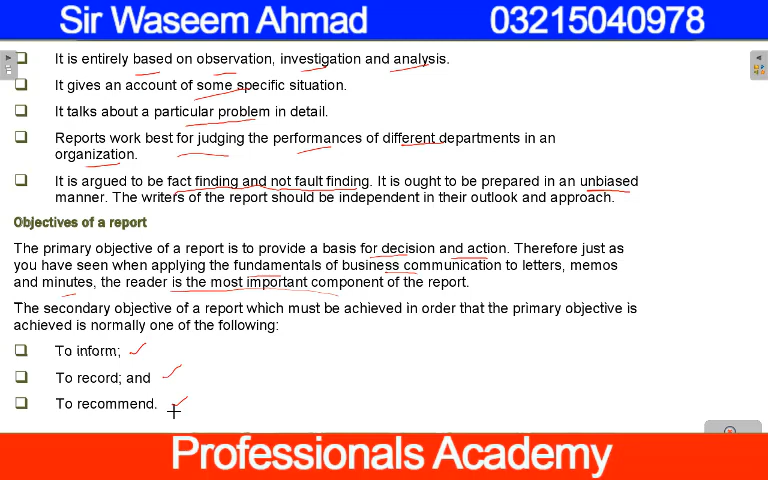 Sir Waseem Ahmad 03215040978
It is entirely based on observation, investigation and analysis.
It gives an account of some specific situation.
It talks about a particular problem in detail.
Reports work best for judging the performances of different departments in an
organization.
It is argued to be fact finding and not fault finding. It is ought to be prepared in an unbiased
manner. The writers of the report should be independent in their outlook and approach.
Objectives of a report
The primary objective of a report is to provide a basis for decision and action. Therefore just as
you have seen when applying the fundamentals of business communication to letters, memos
and minutes, the reader is the most important component of the report.
The secondary objective of a report which must be achieved in order that the primary objective is
achieved is normally one of the following:
To inform;
To record; and
To recommend.
Professionals Academy